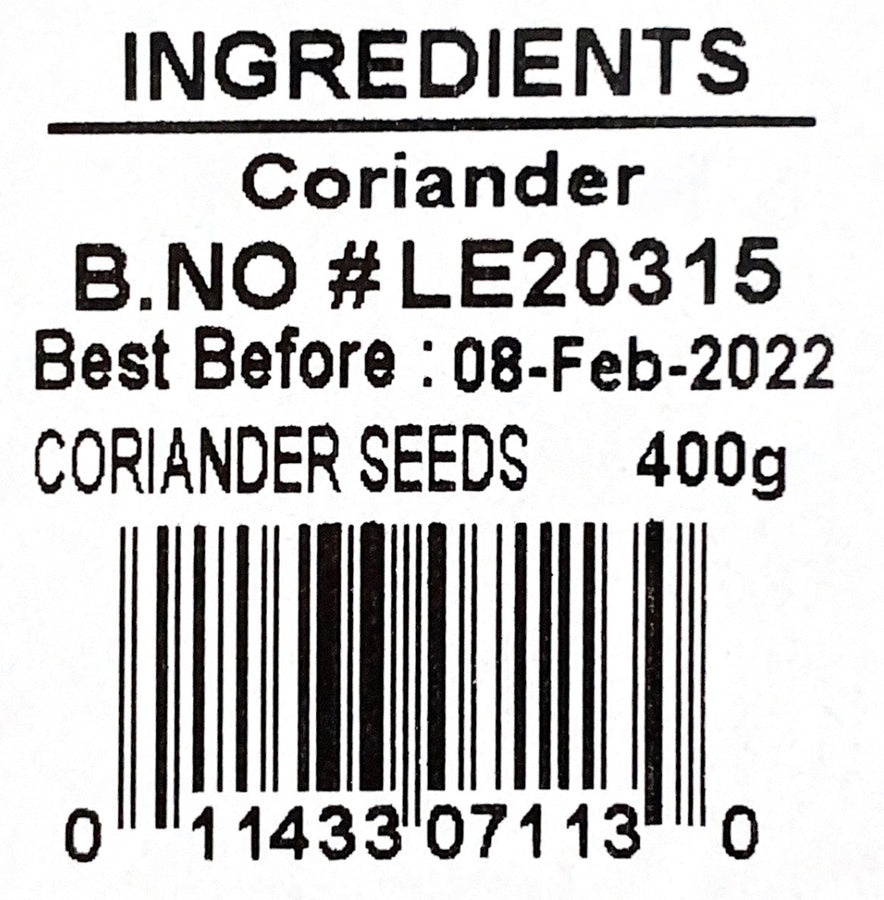 INGREDIENTS
Coriander
B.NO #LE20315
Best Before : 08-Feb-2022
CORIANDER SEEDS 400g
0 11433 07113 0